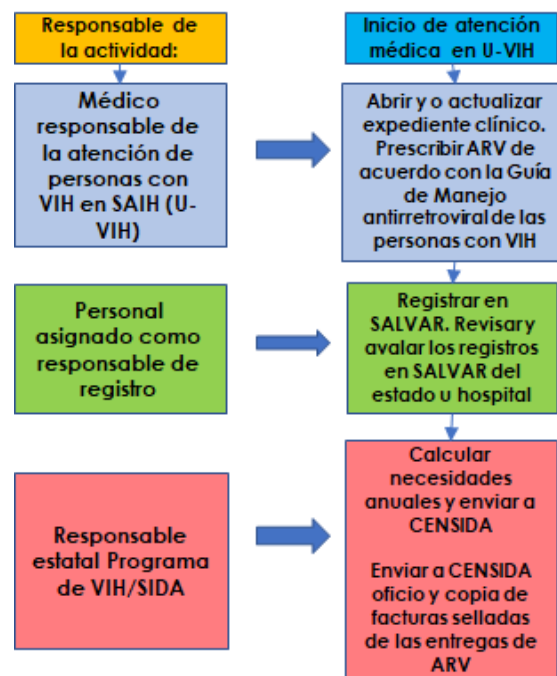 Responsable de
la actividad:
Inicio de atención
médica en U-VIH
Médico
responsable de
la atención de
personas con
VIH en SAIH (U-
VIH)
Abrir y o actualizar
expediente clínico.
Prescribir ARV de
acuerdo con la Guía
de Manejo
antirretroviral de las
personas con VIH
Personal
asignado como
responsable de
registro
Registrar en
SALVAR. Revisar y
avalar los registros
en SALVAR del
estado u hospital
Responsable
estatal Programa
de VIH/SIDA
Calcular
necesidades
anuales y enviar a
CENSIDA
Enviar a CENSIDA
oficio y copia de
facturas selladas
de las entregas de
ARV